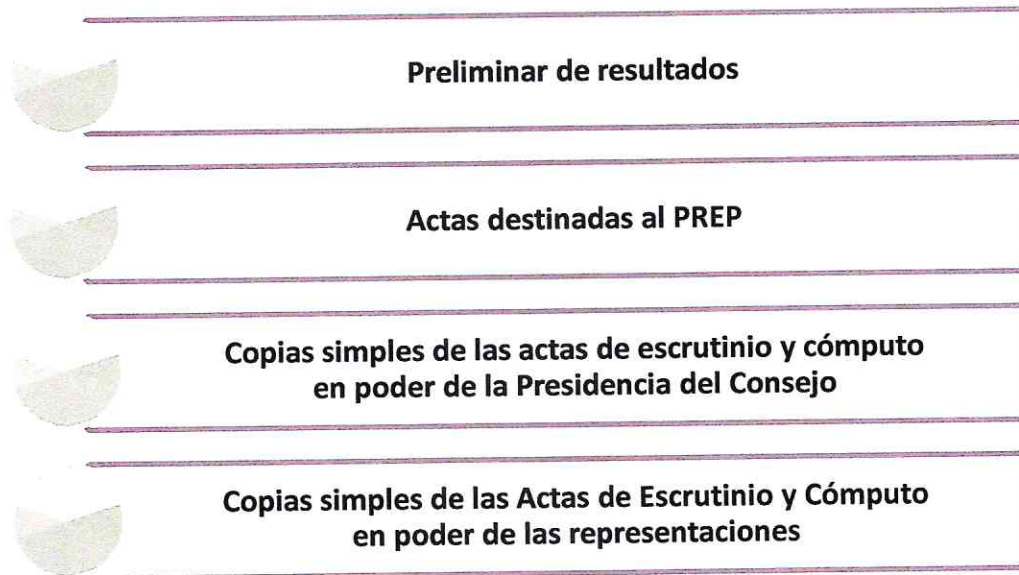 Preliminar de resultados
Actas destinadas al PREP
Copias simples de las actas de escrutinio y cómputo
en poder de la Presidencia del Consejo
Copias simples de las Actas de Escrutinio y Cómputo
en poder de las representaciones